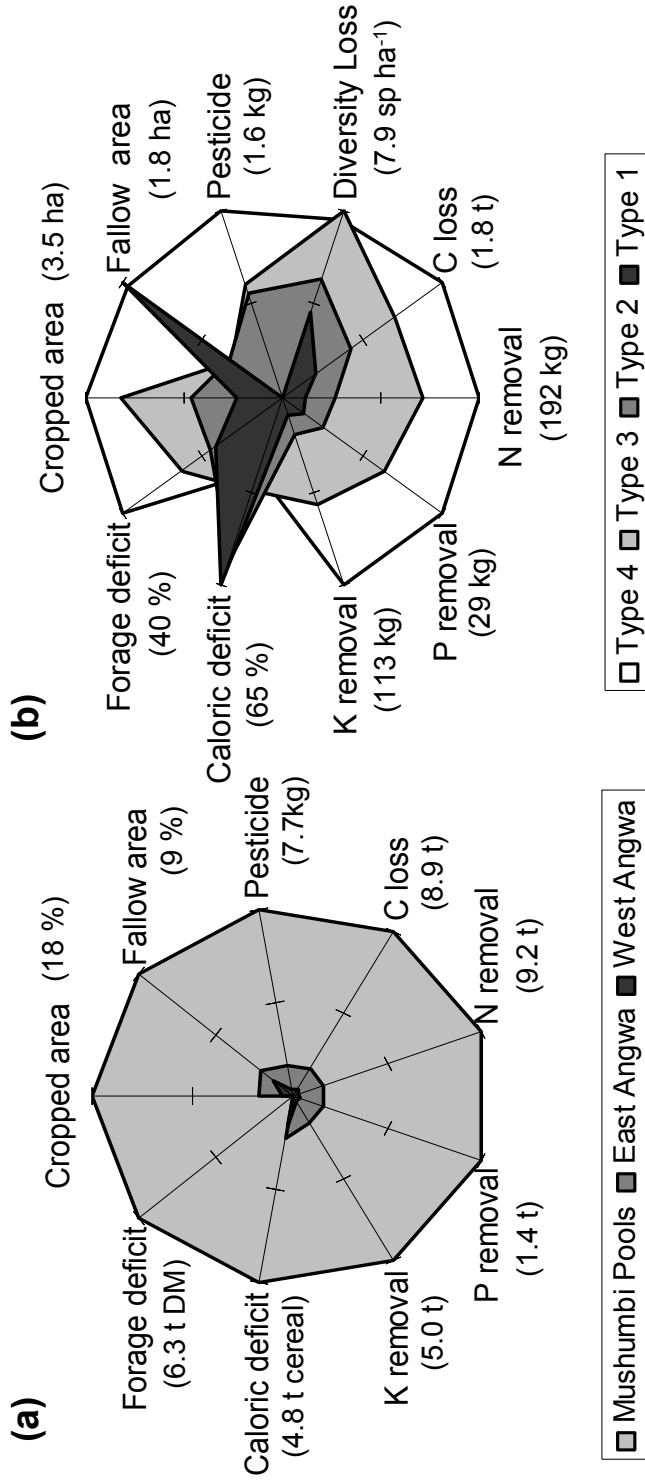 (a)
Cropped area (18 %)
Fallow area
(9 %)
Pesticide
(7.7kg)
C loss
(8.9 t)
N removal
(9.2 t)
P removal
(1.4 t)
K removal
(5.0 t)
Caloric deficit
(4.8 t cereal)
Forage deficit
(6.3 t DM)
Mushumbi Pools East Angwa West Angwa
(b)
Cropped area (3.5 ha)
Fallow area
(1.8 ha)
Pesticide
(1.6 kg)
Diversity Loss
(7.9 sp ha⁻¹)
C loss
(1.8 t)
N removal
(192 kg)
P removal
(29 kg)
K removal
(113 kg)
Caloric deficit
(65 %)
Forage deficit
(40 %)
Type 4 Type 3 Type 2 Type 1